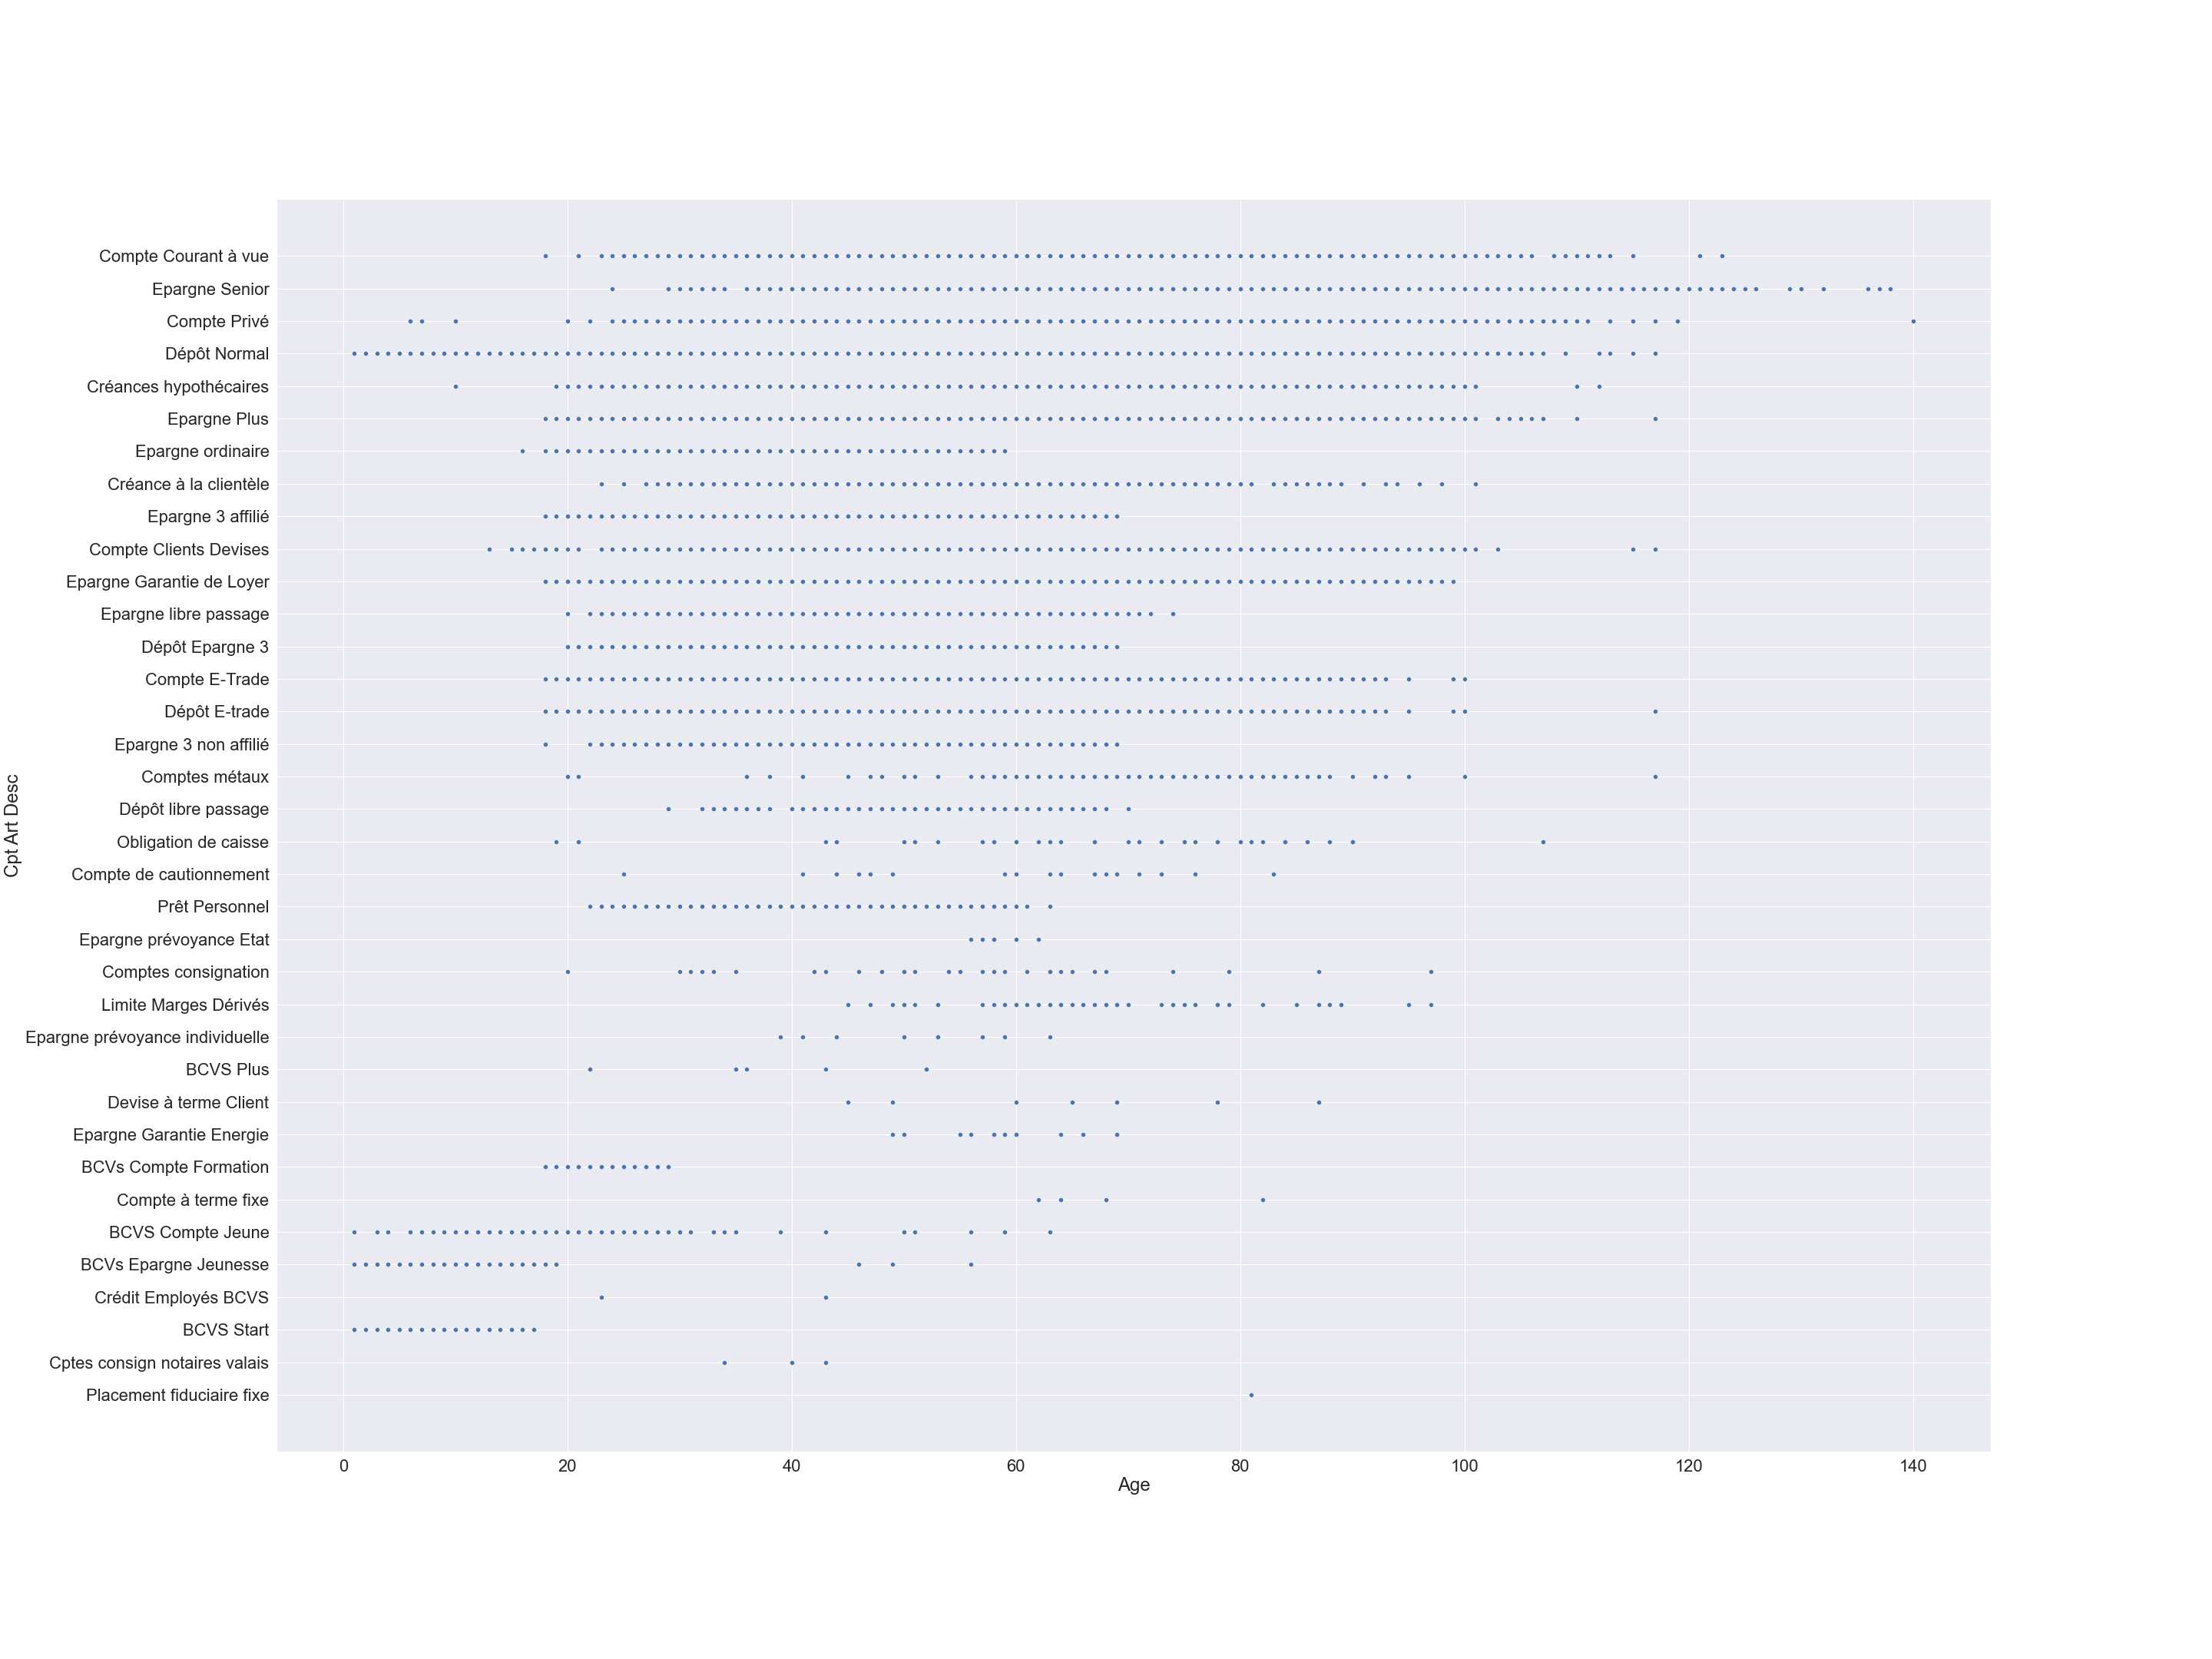 Compte Courant à vue
Epargne Senior
Compte Privé
Dépôt Normal
Créances hypothécaires
Epargne Plus
Epargne ordinaire
Créance à la clientèle
Epargne 3 affilié
Compte Clients Devises
Epargne Garantie de Loyer
Epargne libre passage
Dépôt Epargne 3
Compte E-Trade
Dépôt E-trade
Epargne 3 non affilié
Comptes métaux
Dépôt libre passage
Obligation de caisse
Compte de cautionnement
Prêt Personnel
Epargne prévoyance Etat
Comptes consignation
Limite Marges Dérivés
Epargne prévoyance individuelle
BCVS Plus
Devise à terme Client
Epargne Garantie Energie
BCVs Compte Formation
Compte à terme fixe
BCVS Compte Jeune
BCVs Epargne Jeunesse
Crédit Employés BCVS
BCVS Start
Cptes consign notaires valais
Placement fiduciaire fixe
Cpt Art Desc
0 20 40 60 80 100 120 140
Age